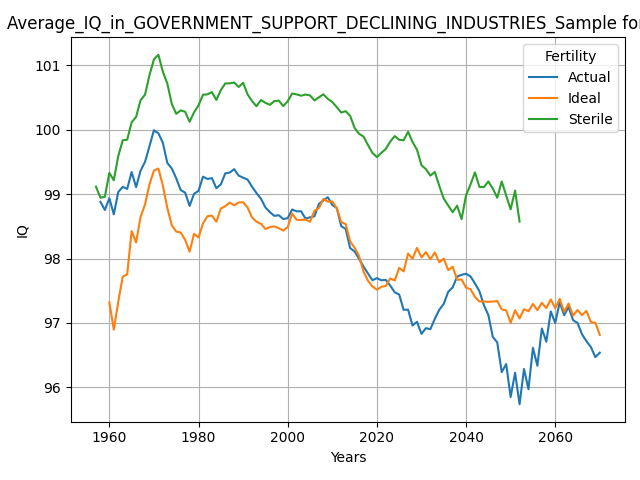 Average_IQ_in_GOVERNMENT_SUPPORT_DECLINING_INDUSTRIES_Sample for
Fertility
Actual
Ideal
Sterile
101
100
99
98
97
96
IQ
1960 1980 2000 2020 2040 2060
Years